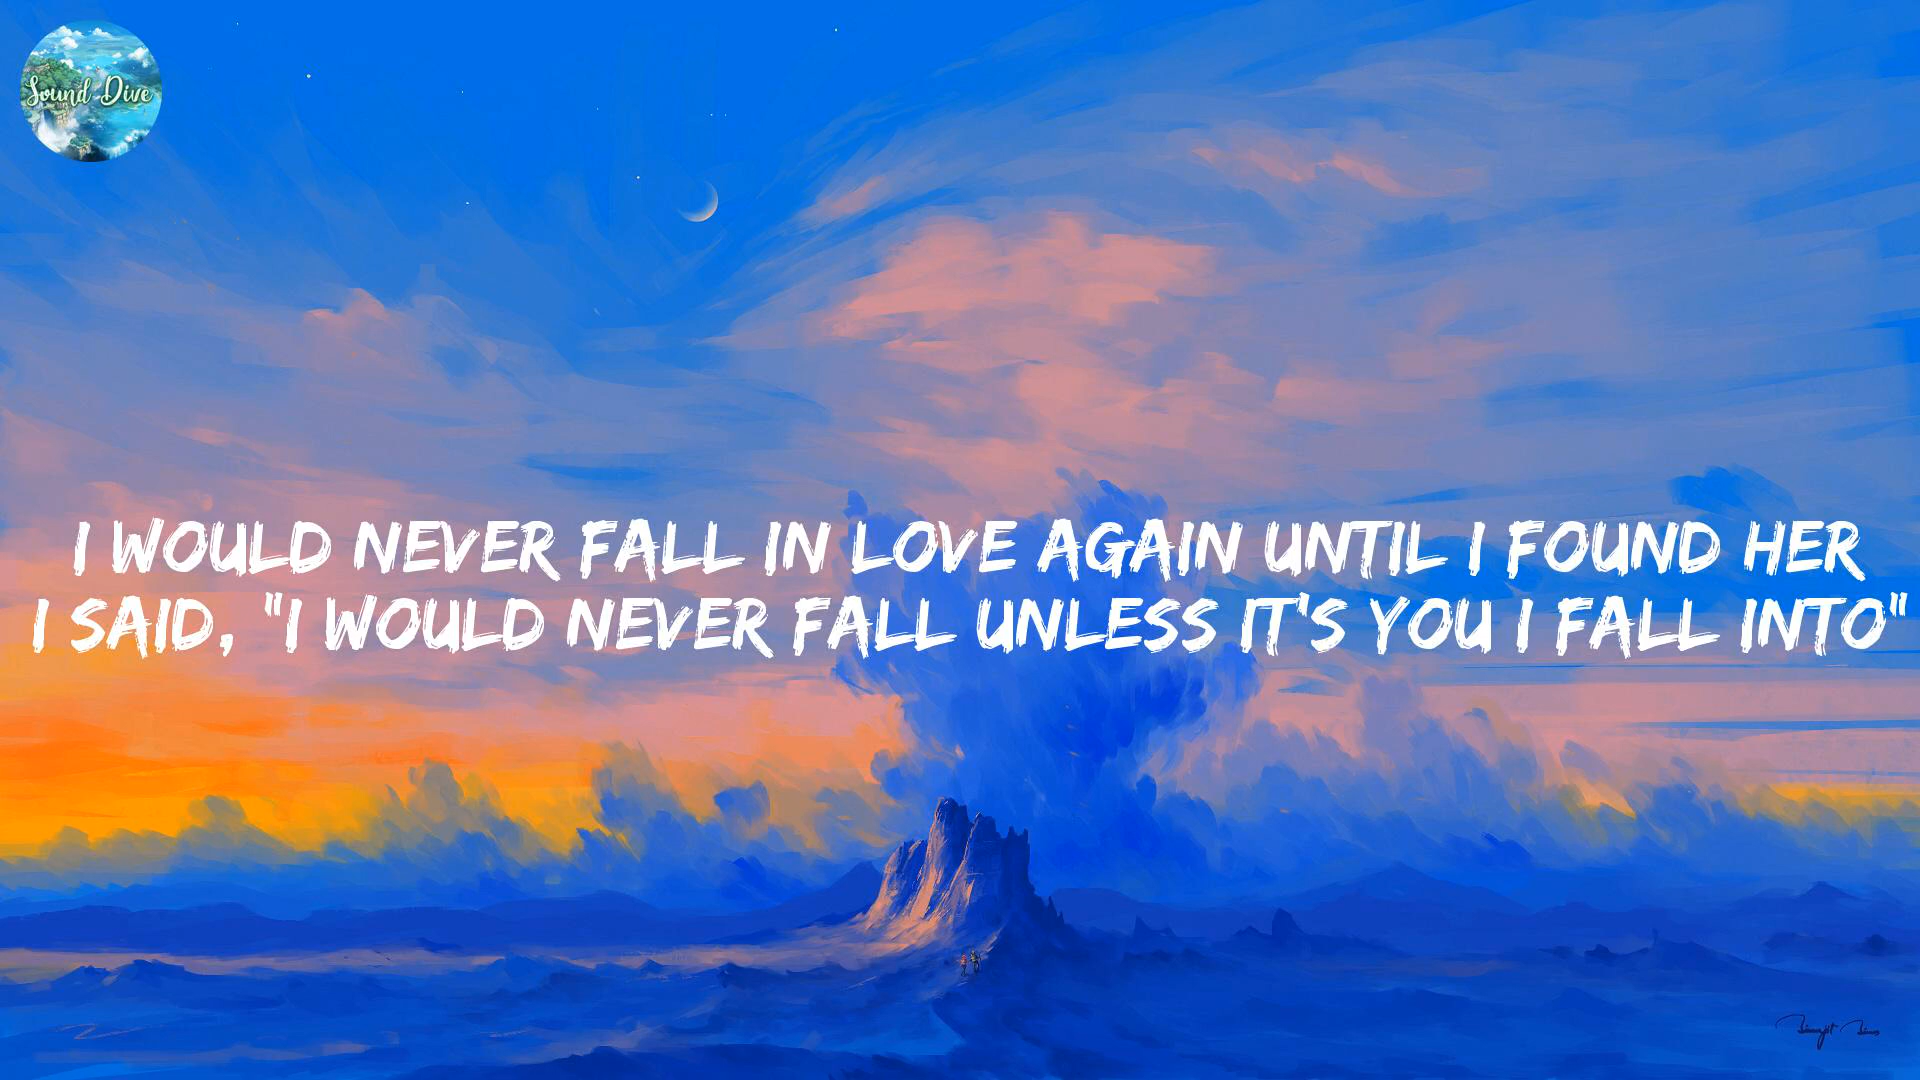 Sound Dive
I WOULD NEVER FALL IN LOVE AGAIN UNTIL I FOUND HER
I SAID, "I WOULD NEVER FALL UNLESS IT'S YOU I FALL INTO"